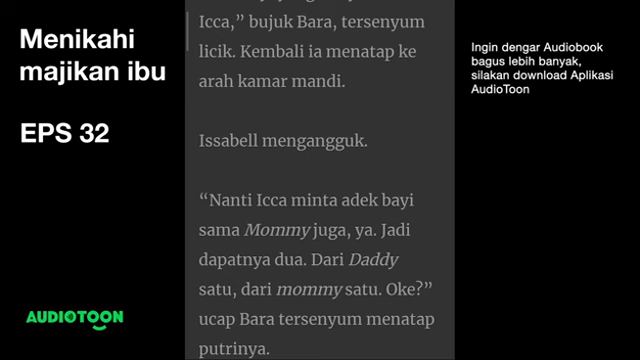 Menikahi
majikan ibu
EPS 32
AUDIOTOON
Icca,” bujuk Bara, tersenyum
licik. Kembali ia menatap ke
arah kamar mandi.
Issabell mengangguk.
“Nanti Icca minta adek bayi
sama Mommy juga, ya. Jadi
dapatnya dua. Dari Daddy
satu, dari mommy satu. Oke?”
ucap Bara tersenyum menatap
putrinya.
Ingin dengar Audiobook
bagus lebih banyak,
silakan download Aplikasi
AudioToon